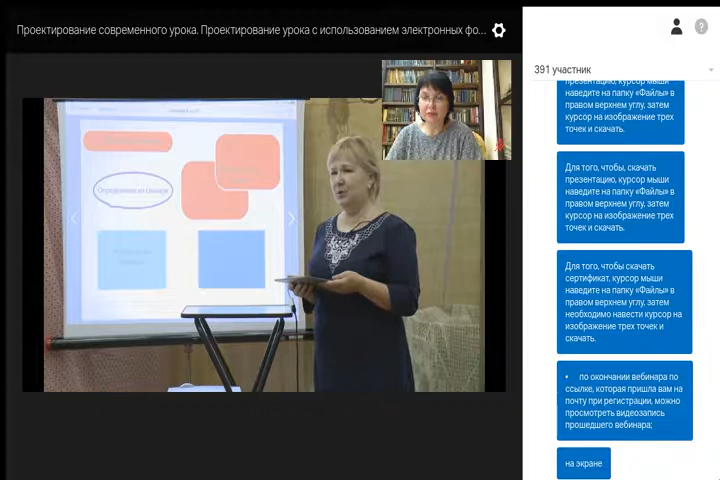 Проектирование современного урока. Проектирование урока с использованием электронных фо...
391 участник
презентацию, курсор мыши
наведите на папку «Файлы» в
правом верхнем углу, затем
курсор на изображение трех
точек и скачать.
Для того, чтобы, скачать
презентацию, курсор мыши
наведите на папку «Файлы» в
правом верхнем углу, затем
курсор на изображение трех
точек и скачать.
Для того, чтобы скачать
сертификат, курсор мыши
наведите на папку «Файлы» в
правом верхнем углу, затем
необходимо навести курсор на
изображение трех точек и
скачать.
• по окончании вебинара по
ссылке, которая пришла вам на
почту при регистрации, можно
просмотреть видеозапись
прошедшего вебинара;
на экране